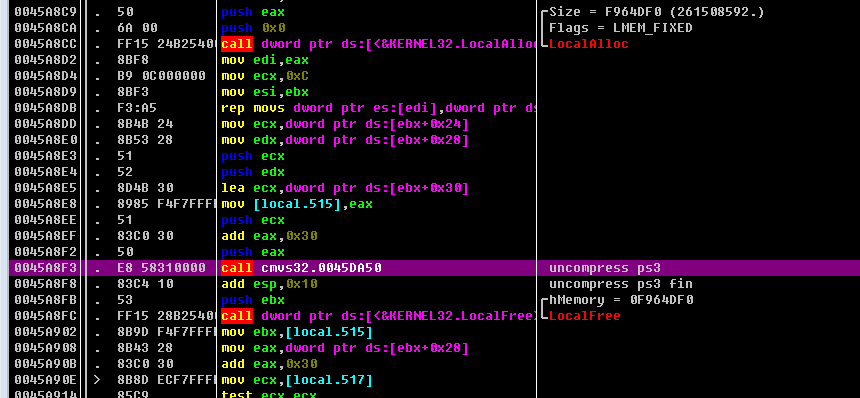 0045A8C9 . 50 push eax Size = F964DF0 (261508592.)
0045A8CA . 6A 00 push 0x0 Flags = LMEM_FIXED
0045A8CC . FF15 24B25400 call dword ptr ds:[<&KERNEL32.LocalAlloc LocalAlloc
0045A8D2 . 8BF8 mov edi,eax
0045A8D4 . B9 0C000000 mov ecx,0xC
0045A8D9 . 8BF3 mov esi,ebx
0045A8DB . F3:A5 rep movs dword ptr es:[edi],dword ptr ds
0045A8DD . 8B4B 24 mov ecx,dword ptr ds:[ebx+0x24]
0045A8E0 . 8B53 28 mov edx,dword ptr ds:[ebx+0x28]
0045A8E3 . 51 push ecx
0045A8E4 . 52 push edx
0045A8E5 . 8D4B 30 lea ecx,dword ptr ds:[ebx+0x30]
0045A8E8 . 8985 F4F7FFFF mov [local.515],eax
0045A8EE . 51 push ecx
0045A8EF . 83C0 30 add eax,0x30
0045A8F2 . 50 push eax
0045A8F3 . E8 58310000 call cmvs32.0045DA50 uncompress ps3
0045A8F8 . 83C4 10 add esp,0x10 uncompress ps3 fin
0045A8FB . 53 push ebx hMemory = 0F964DF0
0045A8FC . FF15 28B25400 call dword ptr ds:[<&KERNEL32.LocalFree> LocalFree
0045A902 . 8B9D F4F7FFFF mov ebx,[local.515]
0045A908 . 8B43 28 mov eax,dword ptr ds:[ebx+0x28]
0045A90B . 83C0 30 add eax,0x30
0045A90E > 8B8D ECF7FFFF mov ecx,[local.517]
0045A914 . 85C9 test ecx,ecx